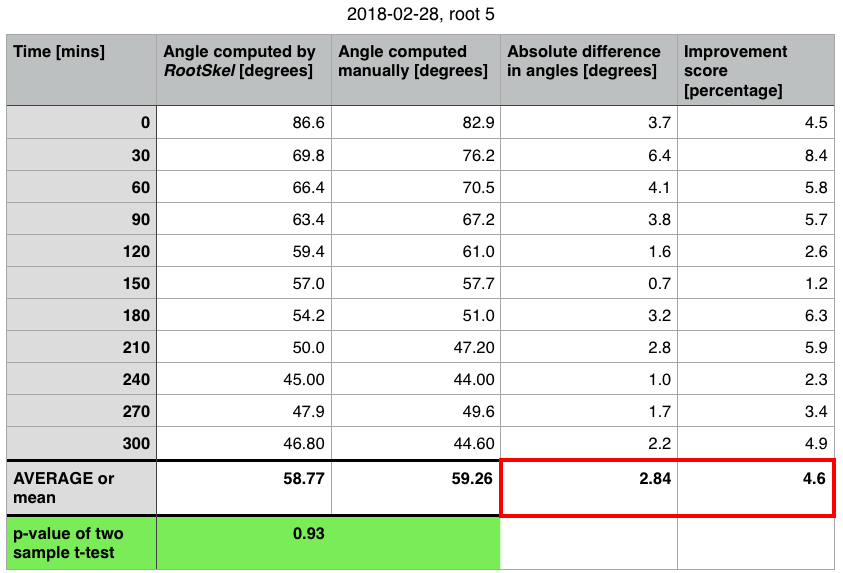 2018-02-28, root 5
Time [mins] Angle computed by RootSkel [degrees] Angle computed manually [degrees] Absolute difference in angles [degrees] Improvement score [percentage]
0 86.6 82.9 3.7 4.5
30 69.8 76.2 6.4 8.4
60 66.4 70.5 4.1 5.8
90 63.4 67.2 3.8 5.7
120 59.4 61.0 1.6 2.6
150 57.0 57.7 0.7 1.2
180 54.2 51.0 3.2 6.3
210 50.0 47.20 2.8 5.9
240 45.00 44.00 1.0 2.3
270 47.9 49.6 1.7 3.4
300 46.80 44.60 2.2 4.9
AVERAGE or mean 58.77 59.26 2.84 4.6
p-value of two sample t-test 0.93